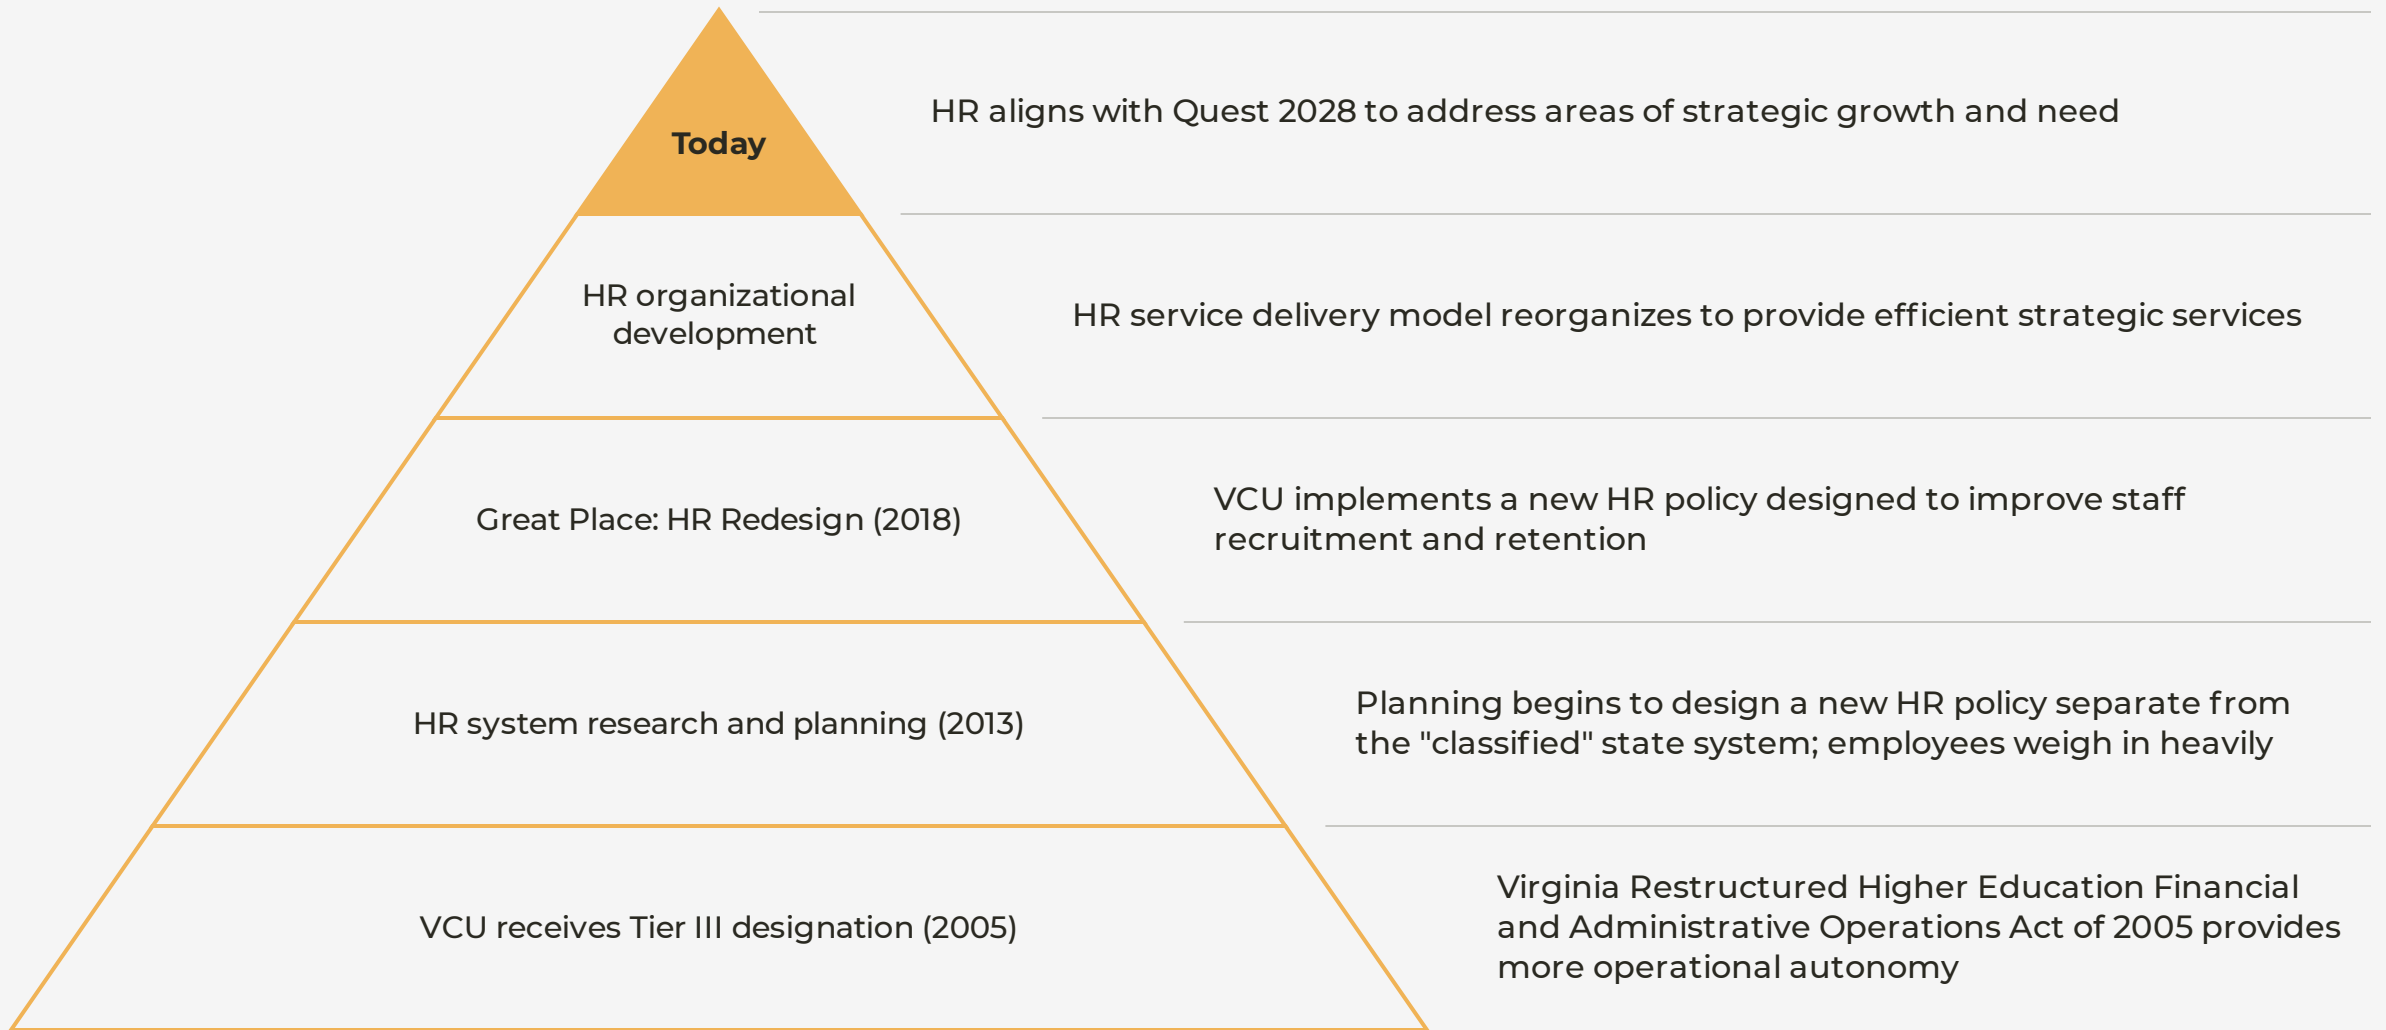 Today
HR aligns with Quest 2028 to address areas of strategic growth and need
HR organizational
development
HR service delivery model reorganizes to provide efficient strategic services
Great Place: HR Redesign (2018)
VCU implements a new HR policy designed to improve staff
recruitment and retention
HR system research and planning (2013)
Planning begins to design a new HR policy separate from
the "classified" state system; employees weigh in heavily
VCU receives Tier III designation (2005)
Virginia Restructured Higher Education Financial
and Administrative Operations Act of 2005 provides
more operational autonomy